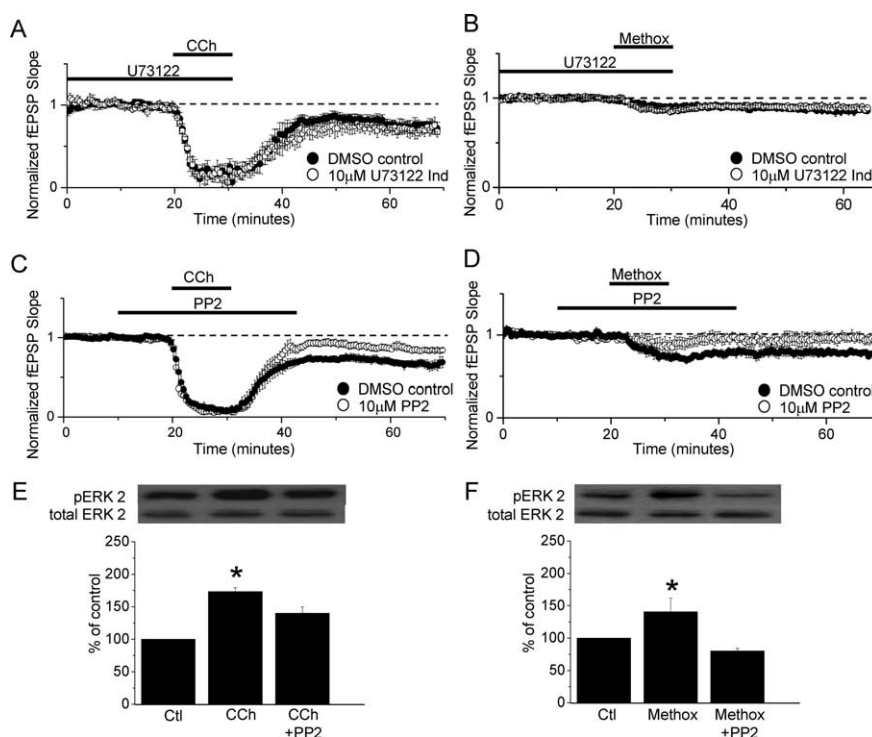 A
CCh
U73122
Normalized fEPSP Slope
1
0
DMSO control
10µM U73122 Ind
0 20 40 60
Time (minutes)
B
Methox
U73122
Normalized fEPSP Slope
1
0
DMSO control
10µM U73122 Ind
0 20 40 60
Time (minutes)
C
CCh
PP2
Normalized fEPSP Slope
1
0
DMSO control
10µM PP2
0 20 40 60
Time (minutes)
D
Methox
PP2
Normalized fEPSP Slope
1
0
DMSO control
10µM PP2
0 20 40 60
Time (minutes)
E
pERK 2
total ERK 2
% of control
250
200
150
100
50
0
*
Ctl CCh CCh
+PP2
F
pERK 2
total ERK 2
% of control
250
200
150
100
50
0
*
Ctl Methox Methox
+PP2